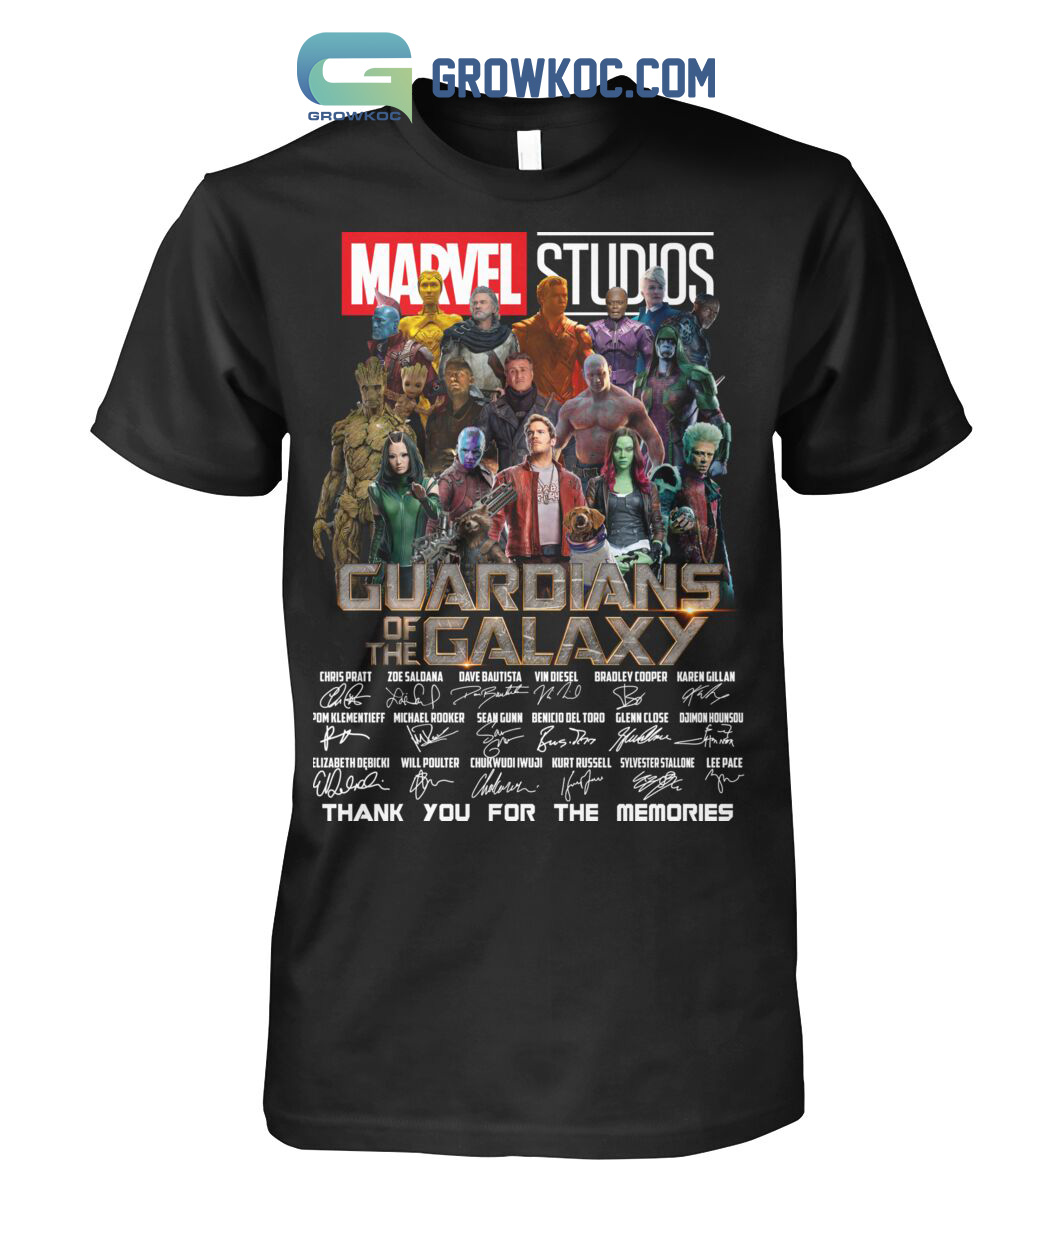 GROWKOC.COM
GROWKOC
MARVEL STUDIOS
GUARDIANS
OF THE GALAXY
CHRIS PRATT ZOE SALDANA DAVE BAUTISTA VIN DIESEL BRADLEY COOPER KAREN GILLAN
POM KLEMENTIEFF MICHAEL ROOKER SEAN GUNN BENICIO DEL TORO GLENN CLOSE DJIMON HOUNSOU
ELIZABETH DEBICKI WILL POULTER CHUKWUDI IWUJI KURT RUSSELL SYLVESTER STALLONE LEE PACE
THANK YOU FOR THE MEMORIES